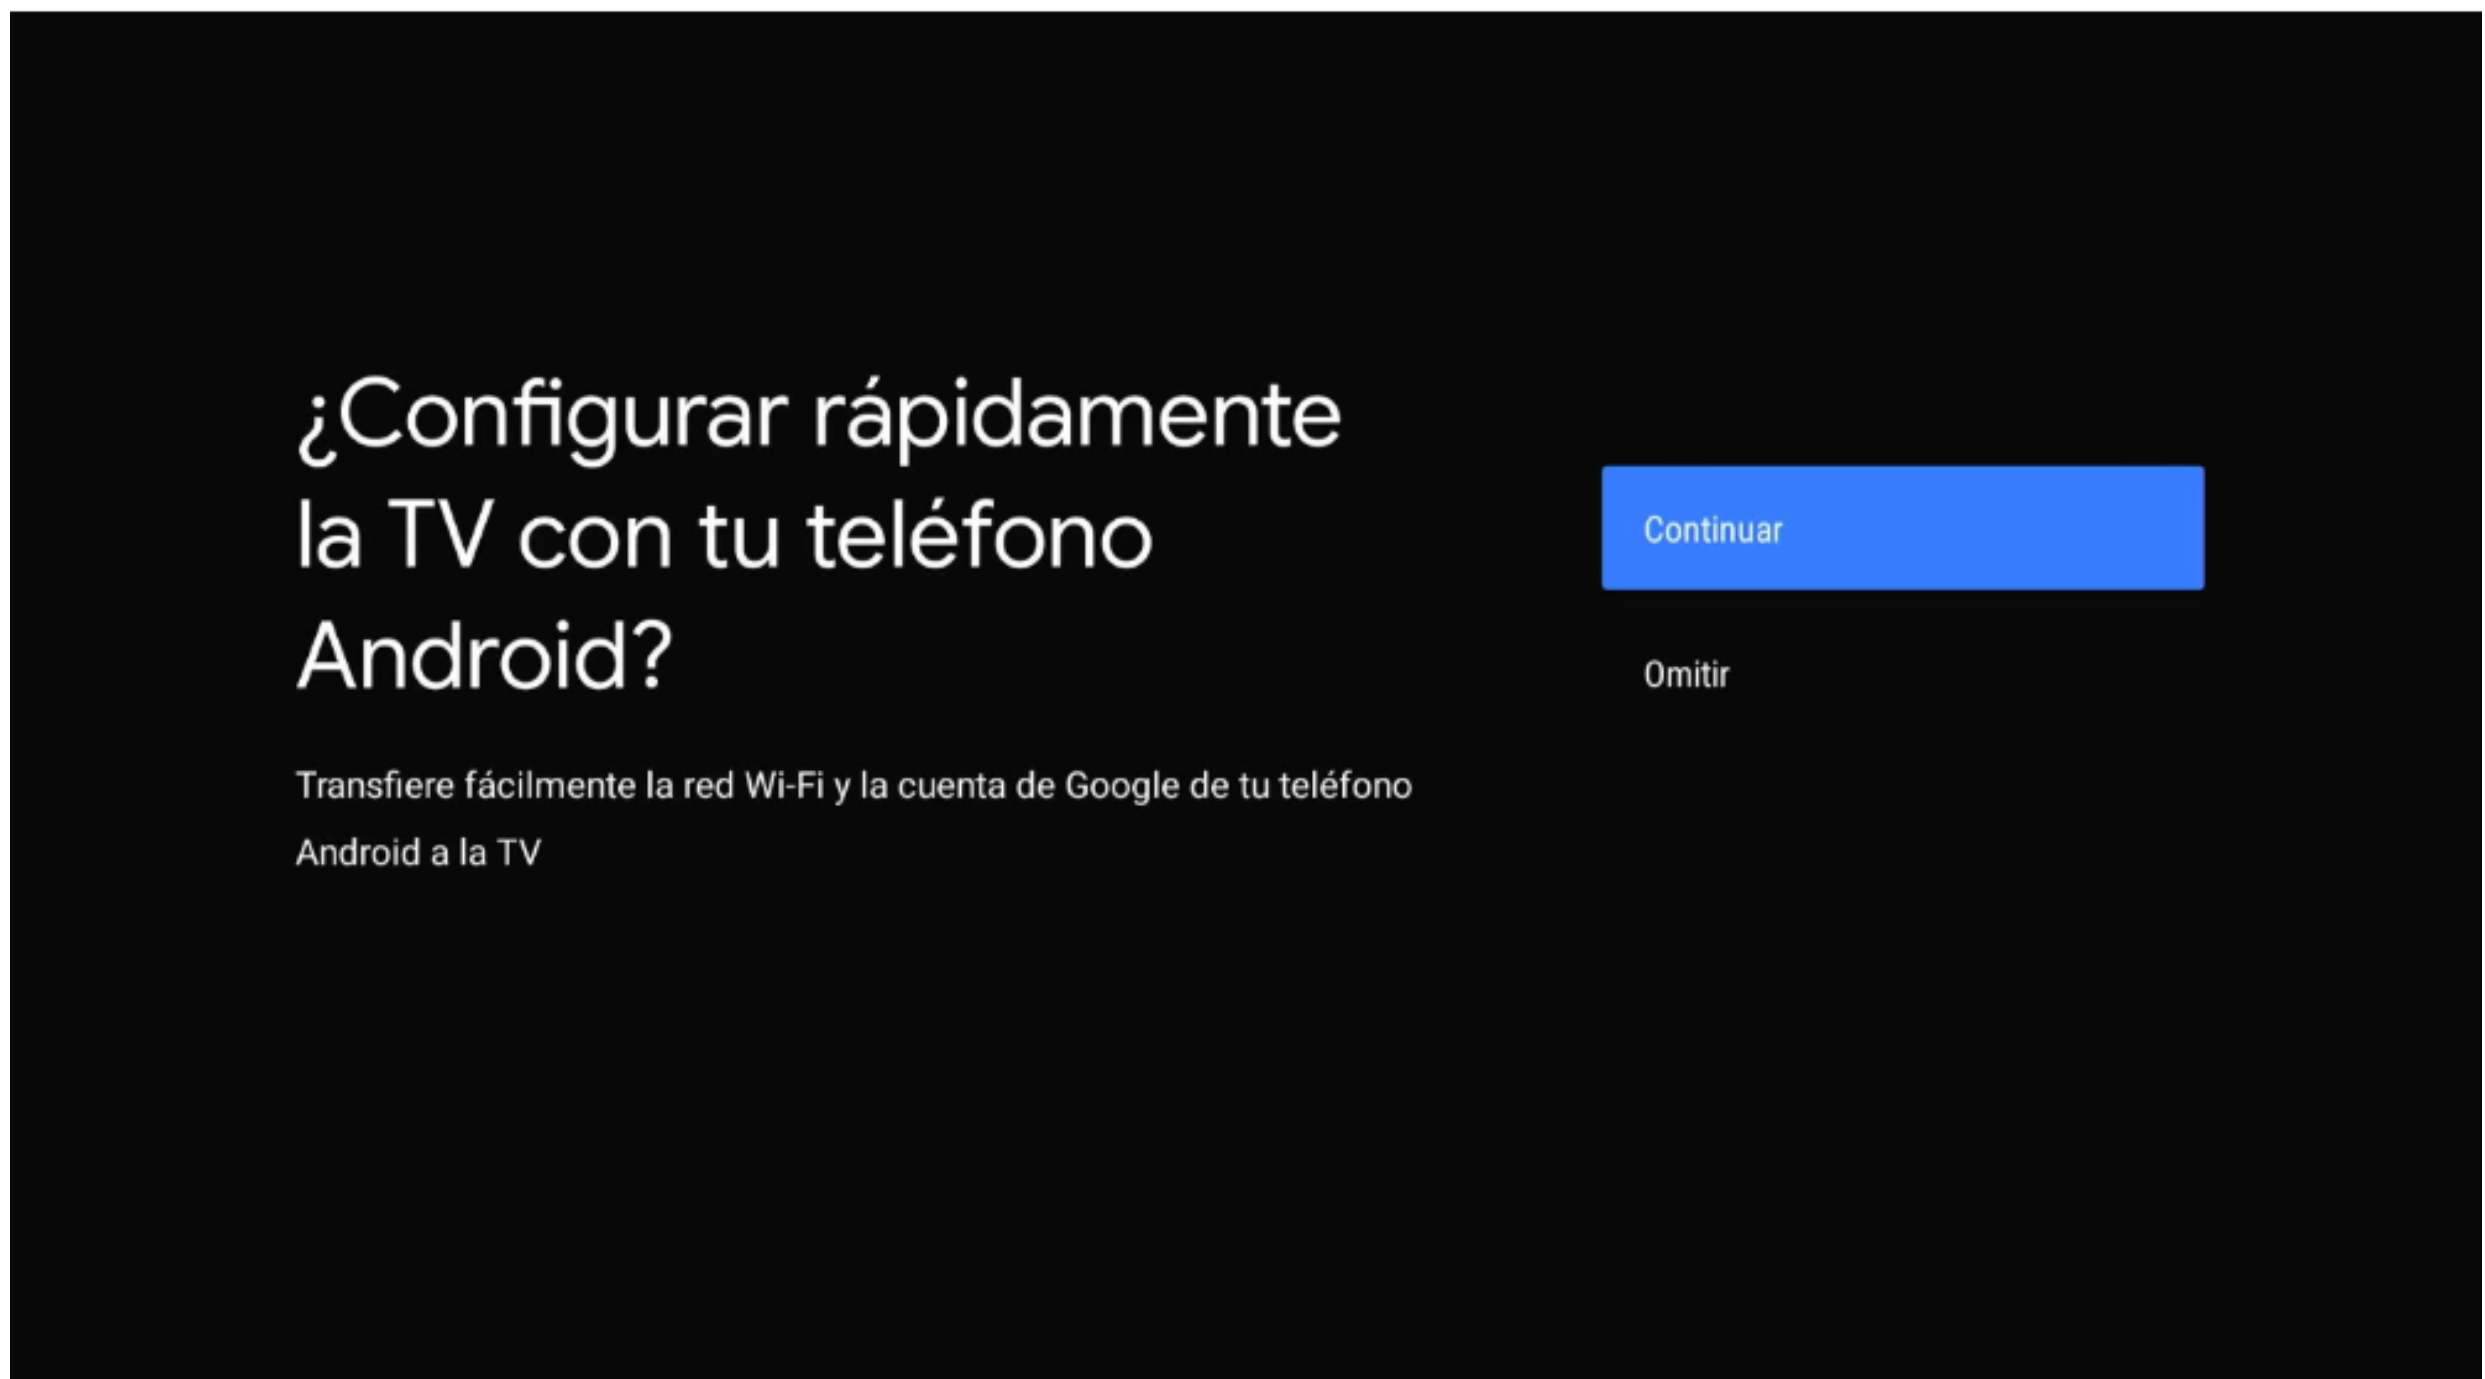 ¿Configurar rápidamente
la TV con tu teléfono
Android?
Transfiere fácilmente la red Wi-Fi y la cuenta de Google de tu teléfono
Android a la TV
Continuar
Omitir